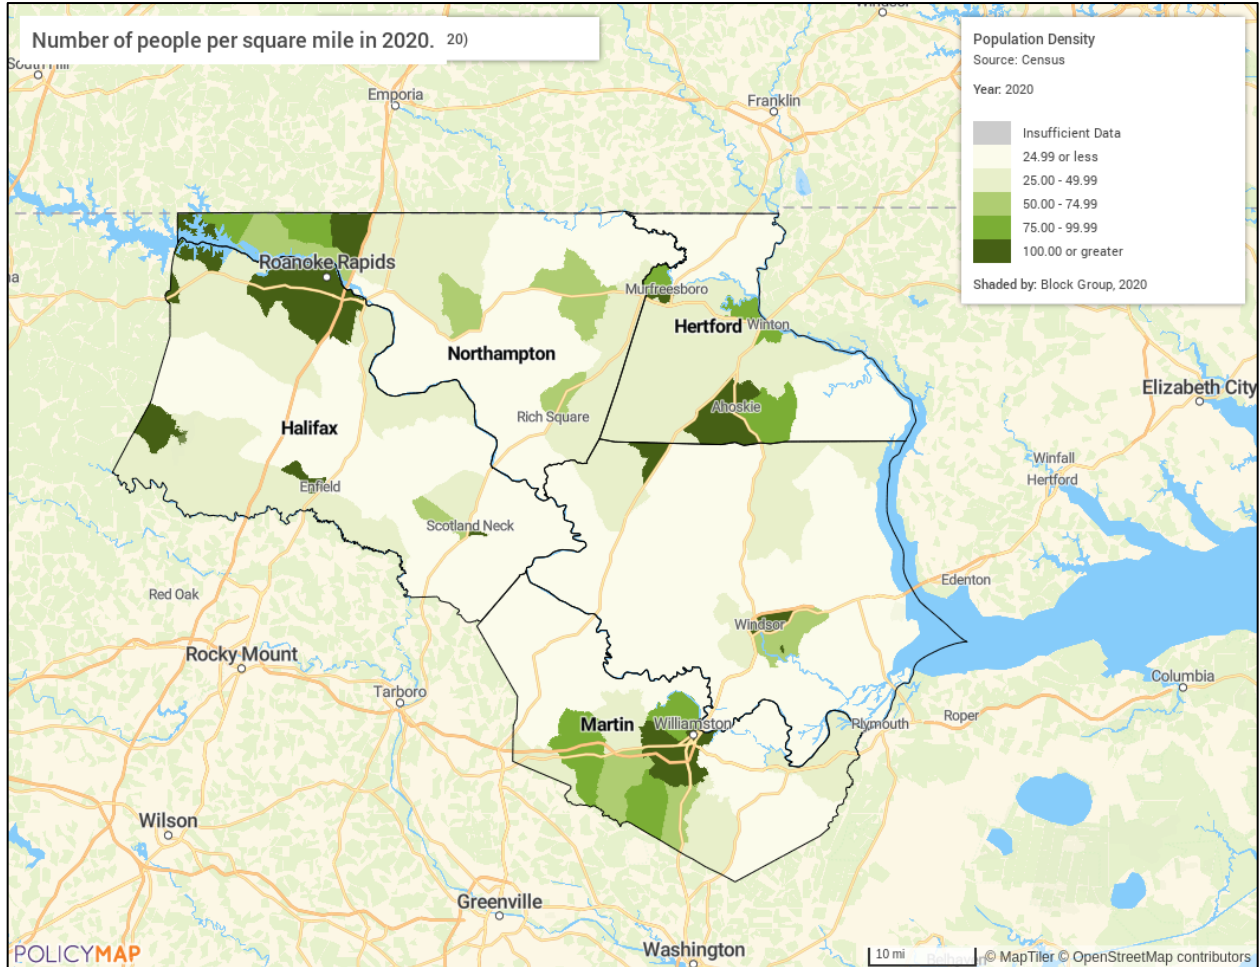 Windsor
Number of people per square mile in 2020. 20)
South Hill
Emporia
Franklin
Population Density
Source: Census
Year: 2020
Insufficient Data
24.99 or less
25.00 - 49.99
50.00 - 74.99
75.00 - 99.99
100.00 or greater
Shaded by: Block Group, 2020
na
Roanoke Rapids
Murfreesboro
Hertford
Winton
Northampton
Elizabeth City
Rich Square
Ahoskie
Halifax
Winfall
Hertford
Enfield
Scotland Neck
Edenton
Red Oak
Windsor
Rocky Mount
Tarboro
Columbia
Martin
Williamston
Plymouth
Roper
Wilson
Greenville
Washington
POLICYMAP
10 mi
Belhaven
© MapTiler © OpenStreetMap contributors